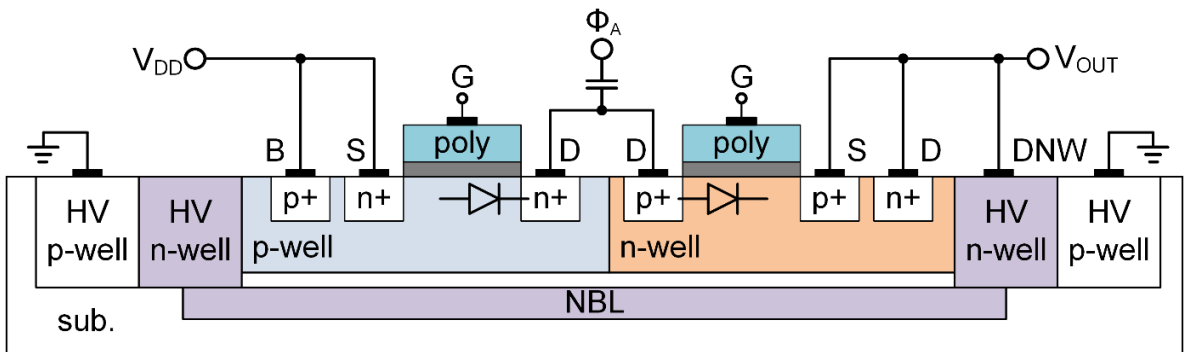 Φ_A
V_DD
V_OUT
G
G
poly
poly
B
S
D
D
S
D
DNW
p+
n+
n+
p+
p+
n+
HV
p-well
HV
n-well
p-well
n-well
HV
n-well
HV
p-well
NBL
sub.